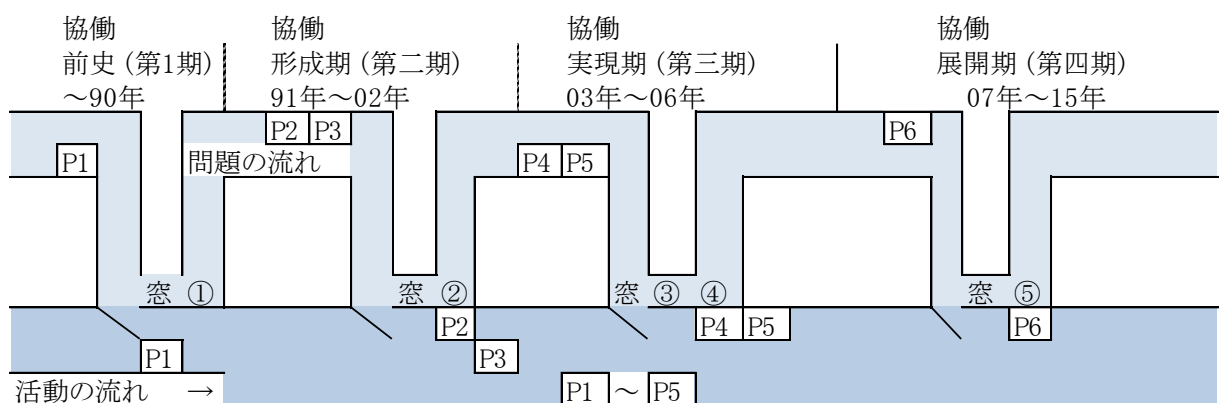 協働 協働 協働 協働
前史（第1期） 形成期（第二期） 実現期（第三期） 展開期（第四期）
～90年 91年～02年 03年～06年 07年～15年
P2 P3 P6
P1 問題の流れ P4 P5
窓 ① 窓 ② 窓 ③ ④ 窓 ⑤
P2 P4 P5 P6
P1 P3
活動の流れ → P1 ～ P5